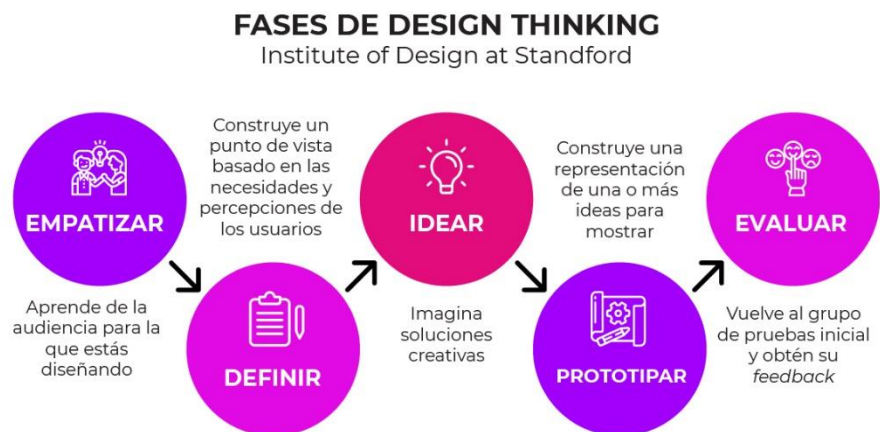 FASES DE DESIGN THINKING
Institute of Design at Standford
EMPATIZAR
Aprende de la
audiencia para la
que estás
diseñando
Construye un
punto de vista
basado en las
necesidades y
percepciones de
los usuarios
DEFINIR
IDEAR
Imagina
soluciones
creativas
Construye una
representación
de una o más
ideas para
mostrar
PROTOTIPAR
EVALUAR
Vuelve al grupo
de pruebas inicial
y obtén su
feedback